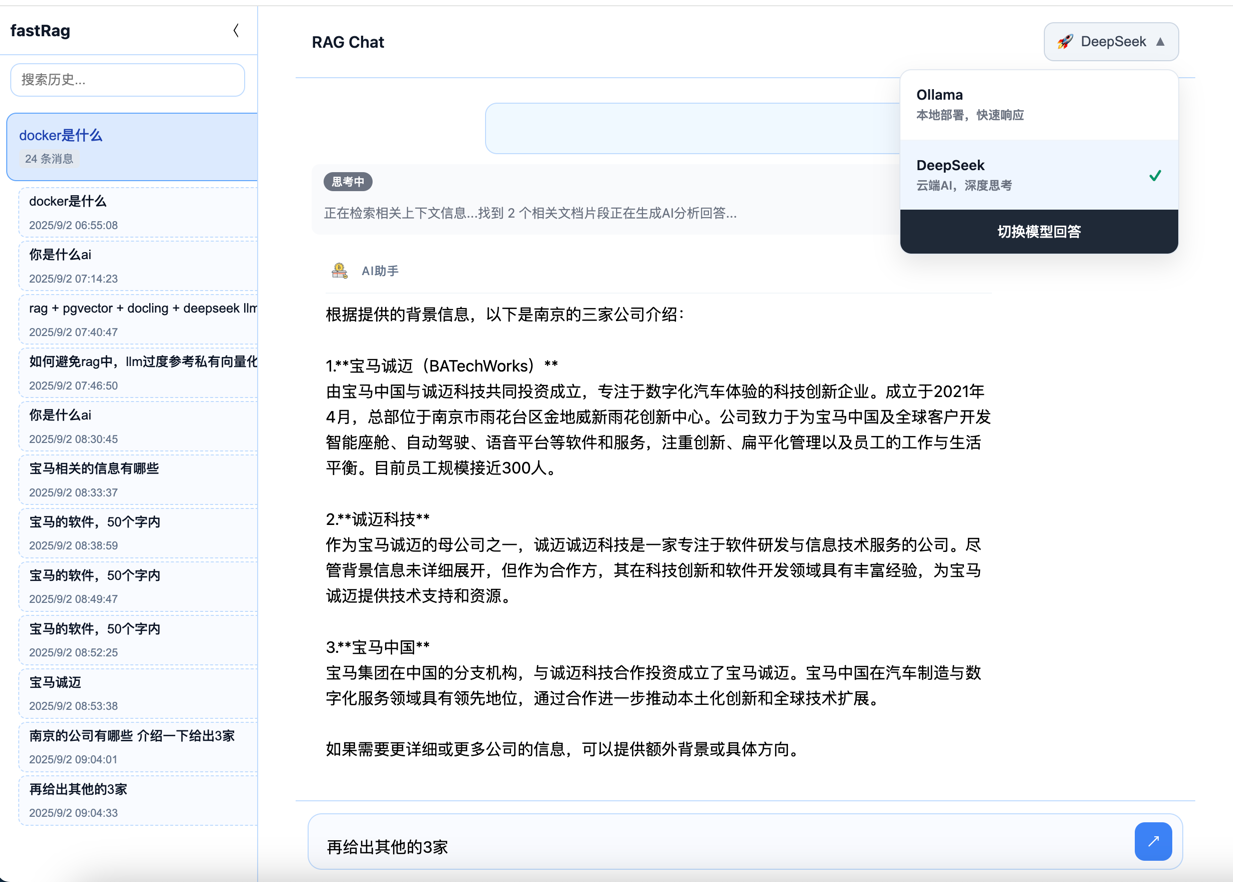 fastRag
搜索历史...
docker是什么
24 条消息
docker是什么
2025/9/2 06:55:08
你是什么ai
2025/9/2 07:14:23
rag + pgvector + docling + deepseek llm
2025/9/2 07:40:47
如何避免rag中，llm过度参考私有向量化
2025/9/2 07:46:50
你是什么ai
2025/9/2 08:30:45
宝马相关的信息有哪些
2025/9/2 08:33:37
宝马的软件，50个字内
2025/9/2 08:38:59
宝马的软件，50个字内
2025/9/2 08:49:47
宝马的软件，50个字内
2025/9/2 08:52:25
宝马诚迈
2025/9/2 08:53:38
南京的公司有哪些 介绍一下给出3家
2025/9/2 09:04:01
再给出其他的3家
2025/9/2 09:04:33
RAG Chat
DeepSeek ▲
Ollama
本地部署，快速响应
DeepSeek
云端AI，深度思考
切换模型回答
思考中
正在检索相关上下文信息...找到 2 个相关文档片段正在生成AI分析回答...
AI助手
根据提供的背景信息，以下是南京的三家公司介绍：
1.**宝马诚迈（BATechWorks）**
由宝马中国与诚迈科技共同投资成立，专注于数字化汽车体验的科技创新企业。成立于2021年
4月，总部位于南京市雨花台区金地威新雨花创新中心。公司致力于为宝马中国及全球客户开发
智能座舱、自动驾驶、语音平台等软件和服务，注重创新、扁平化管理以及员工的工作与生活
平衡。目前员工规模接近300人。
2.**诚迈科技**
作为宝马诚迈的母公司之一，诚迈诚迈科技是一家专注于软件研发与信息技术服务的公司。尽
管背景信息未详细展开，但作为合作方，其在科技创新和软件开发领域具有丰富经验，为宝马
诚迈提供技术支持和资源。
3.**宝马中国**
宝马集团在中国的分支机构，与诚迈科技合作投资成立了宝马诚迈。宝马中国在汽车制造与数
字化服务领域具有领先地位，通过合作进一步推动本土化创新和全球技术扩展。
如果需要更详细或更多公司的信息，可以提供额外背景或具体方向。
再给出其他的3家